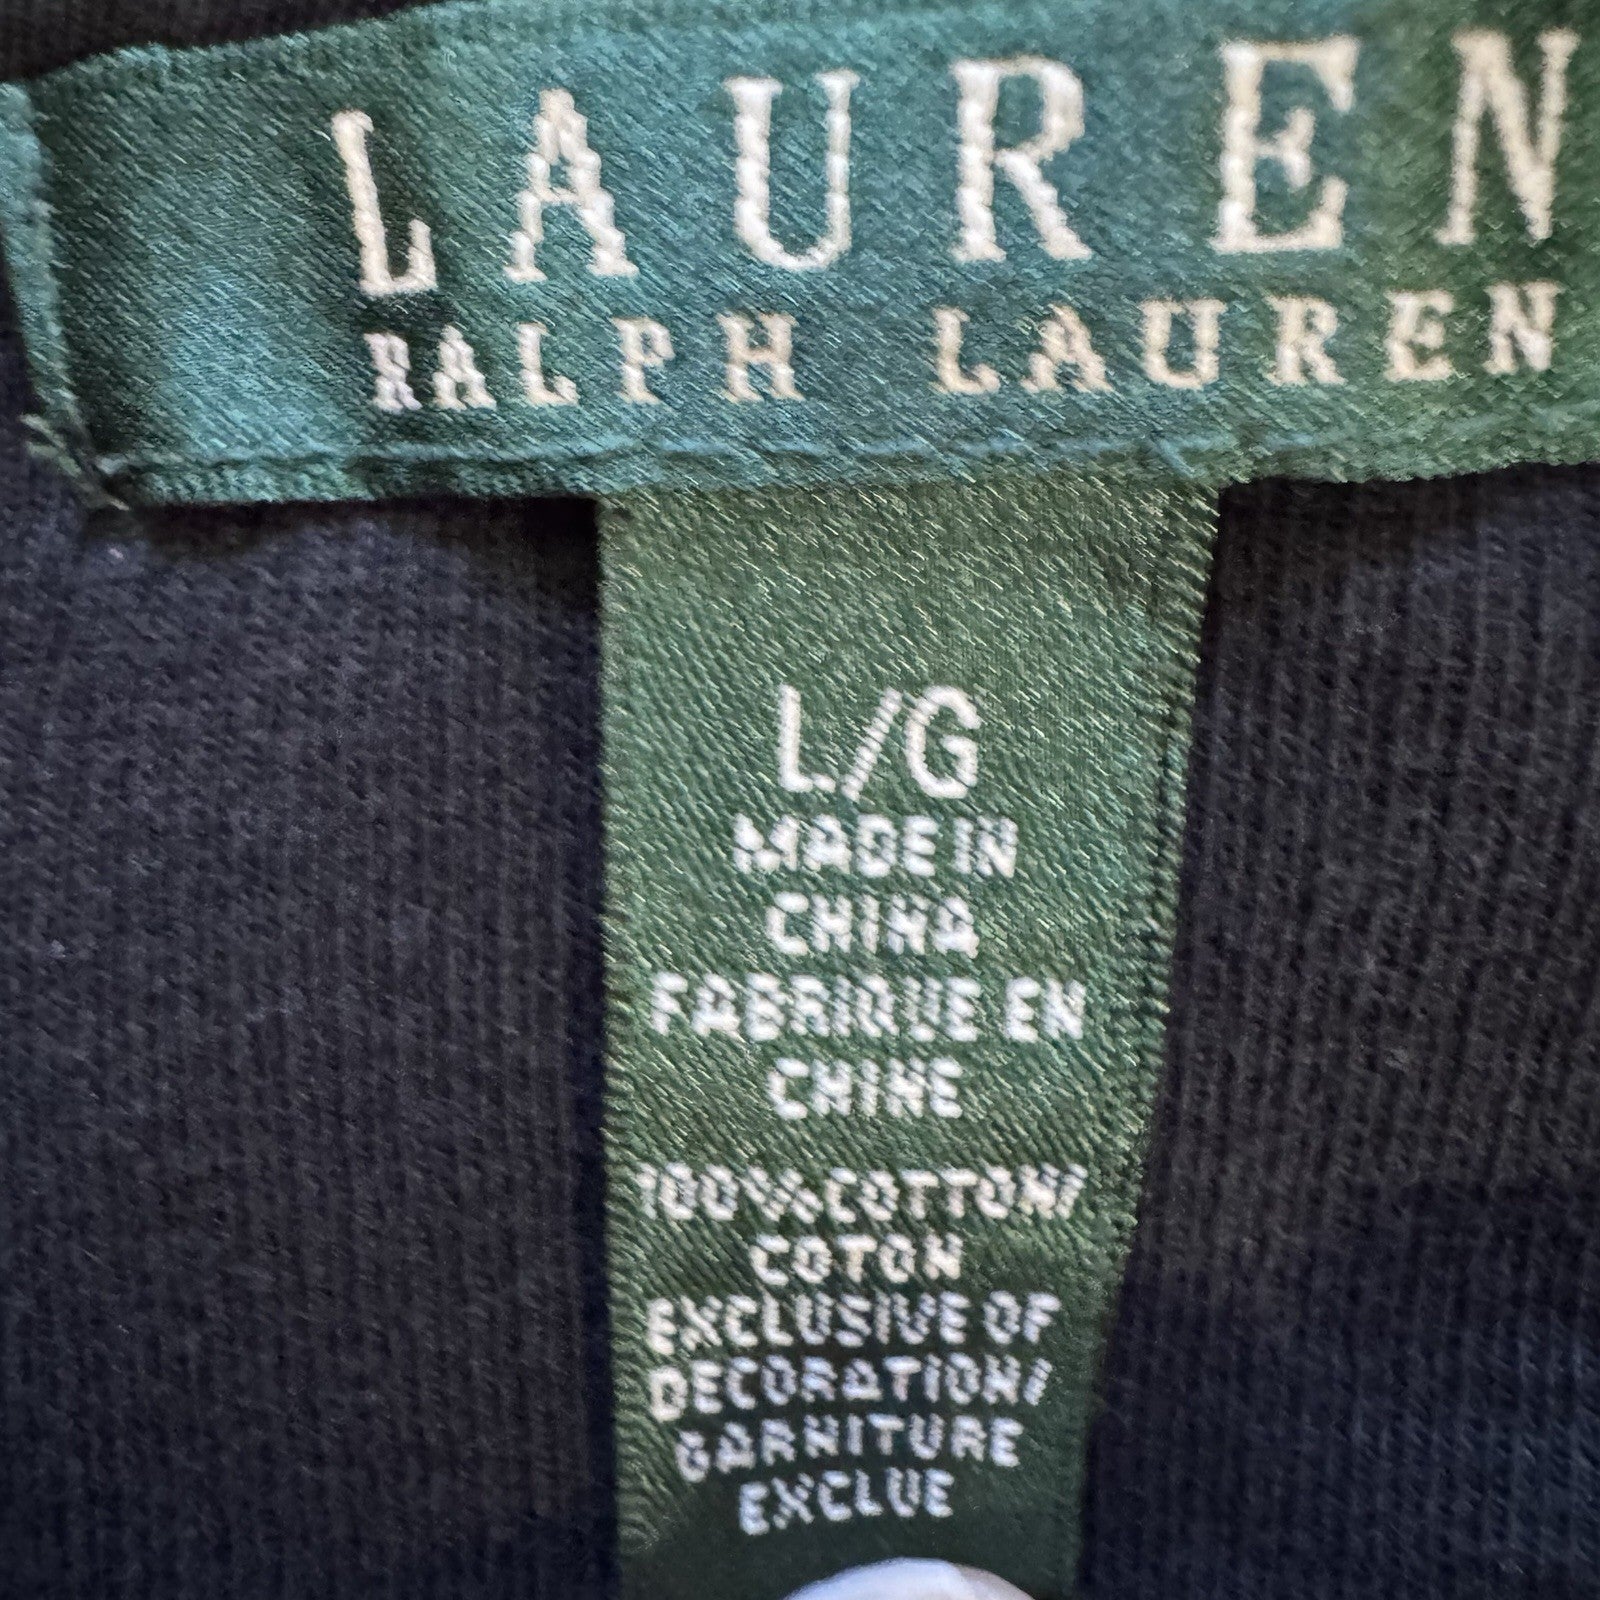 LAUREN
RALPH LAUREN
L/G
MADE IN
CHINA
FABRIQUE EN
CHINE
100% COTTON/
COTON
EXCLUSIVE OF
DECORATION/
GARNITURE
EXCLUE